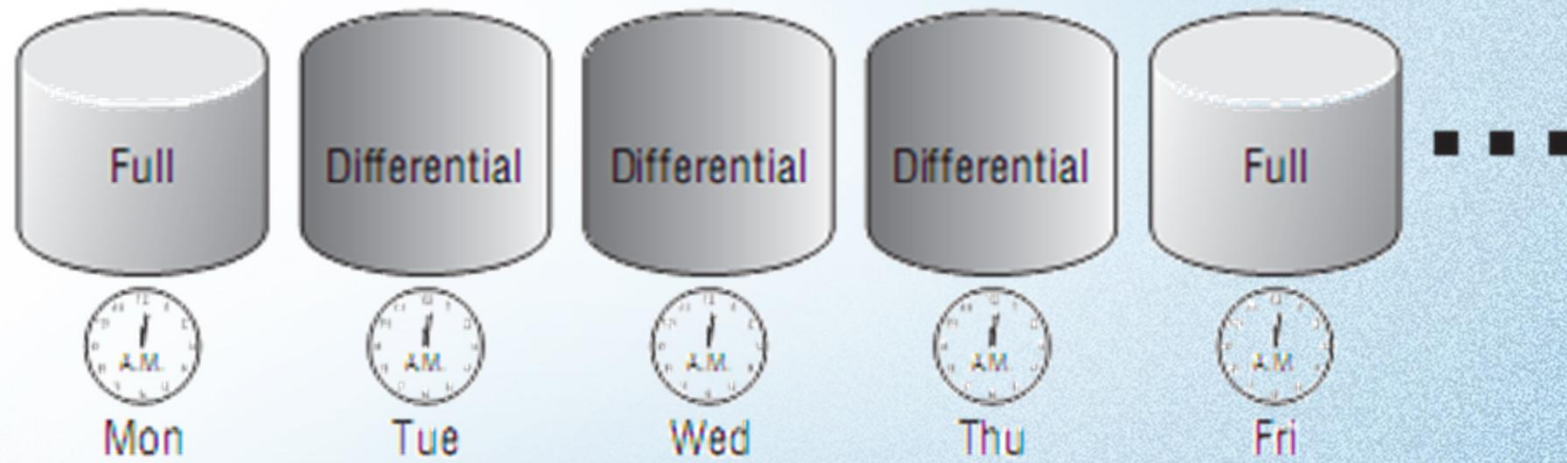 Full Differential Differential Differential Full
A.M. A.M. A.M. A.M. A.M.
Mon Tue Wed Thu Fri